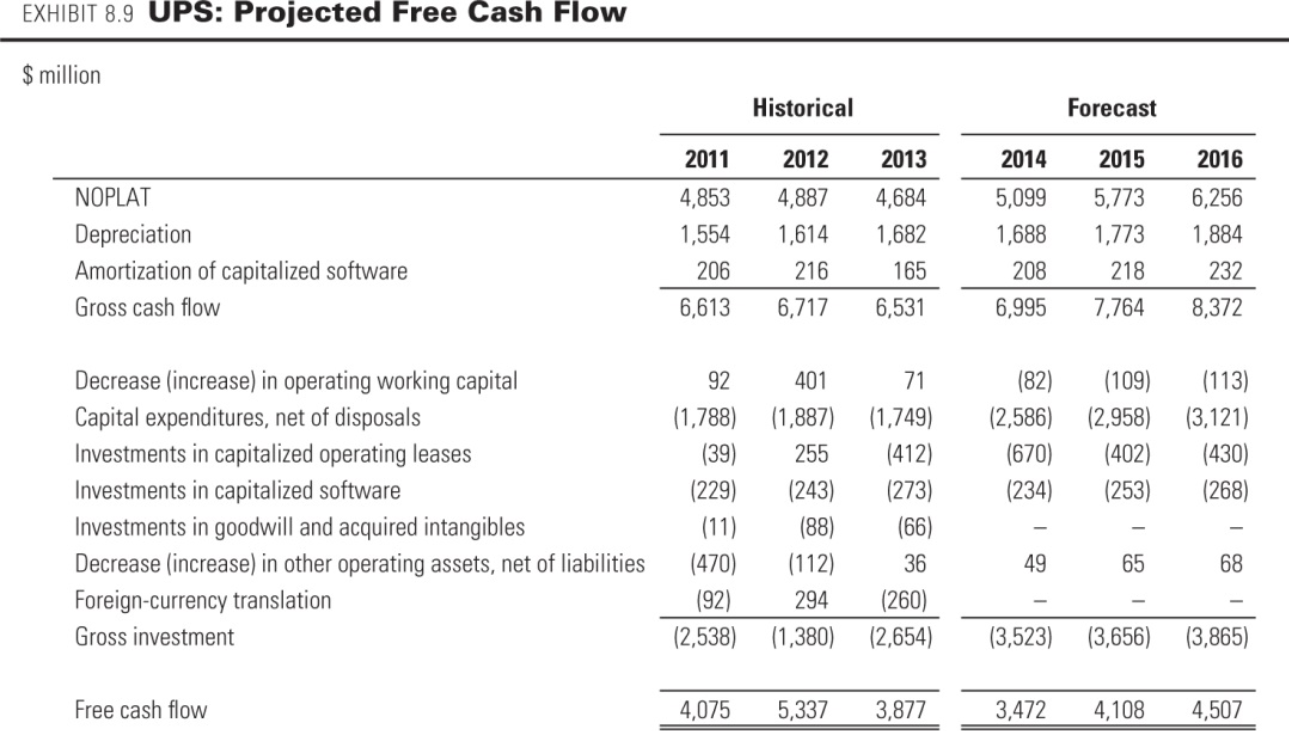 EXHIBIT 8.9 UPS: Projected Free Cash Flow
$ million
Historical Forecast
2011 2012 2013 2014 2015 2016
NOPLAT 4,853 4,887 4,684 5,099 5,773 6,256
Depreciation 1,554 1,614 1,682 1,688 1,773 1,884
Amortization of capitalized software 206 216 165 208 218 232
Gross cash flow 6,613 6,717 6,531 6,995 7,764 8,372
Decrease (increase) in operating working capital 92 401 71 (82) (109) (113)
Capital expenditures, net of disposals (1,788) (1,887) (1,749) (2,586) (2,958) (3,121)
Investments in capitalized operating leases (39) 255 (412) (670) (402) (430)
Investments in capitalized software (229) (243) (273) (234) (253) (268)
Investments in goodwill and acquired intangibles (11) (88) (66) – – –
Decrease (increase) in other operating assets, net of liabilities (470) (112) 36 49 65 68
Foreign-currency translation (92) 294 (260) – – –
Gross investment (2,538) (1,380) (2,654) (3,523) (3,656) (3,865)
Free cash flow 4,075 5,337 3,877 3,472 4,108 4,507